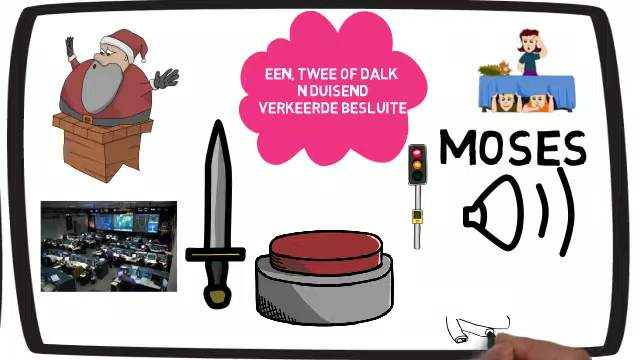 EEN, TWEE OF DALK
N DUISEND
VERKEERDE BESLUITE
MOSES